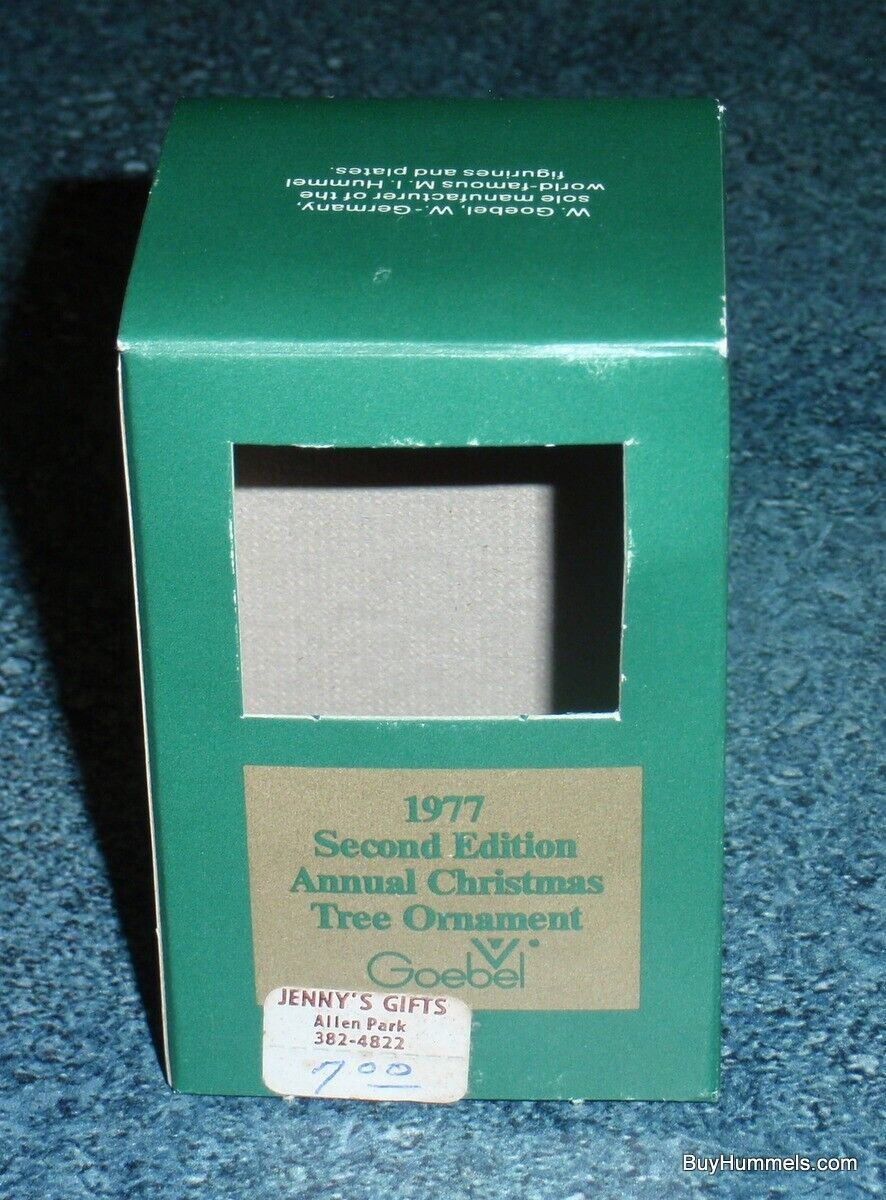 W. Goebel, W.-Germany,
sole manufacturer of the
world-famous M. I. Hummel
figurines and plates.
1977
Second Edition
Annual Christmas
Tree Ornament
Goebel
JENNY'S GIFTS
Allen Park
382-4822
7.00
BuyHummels.com